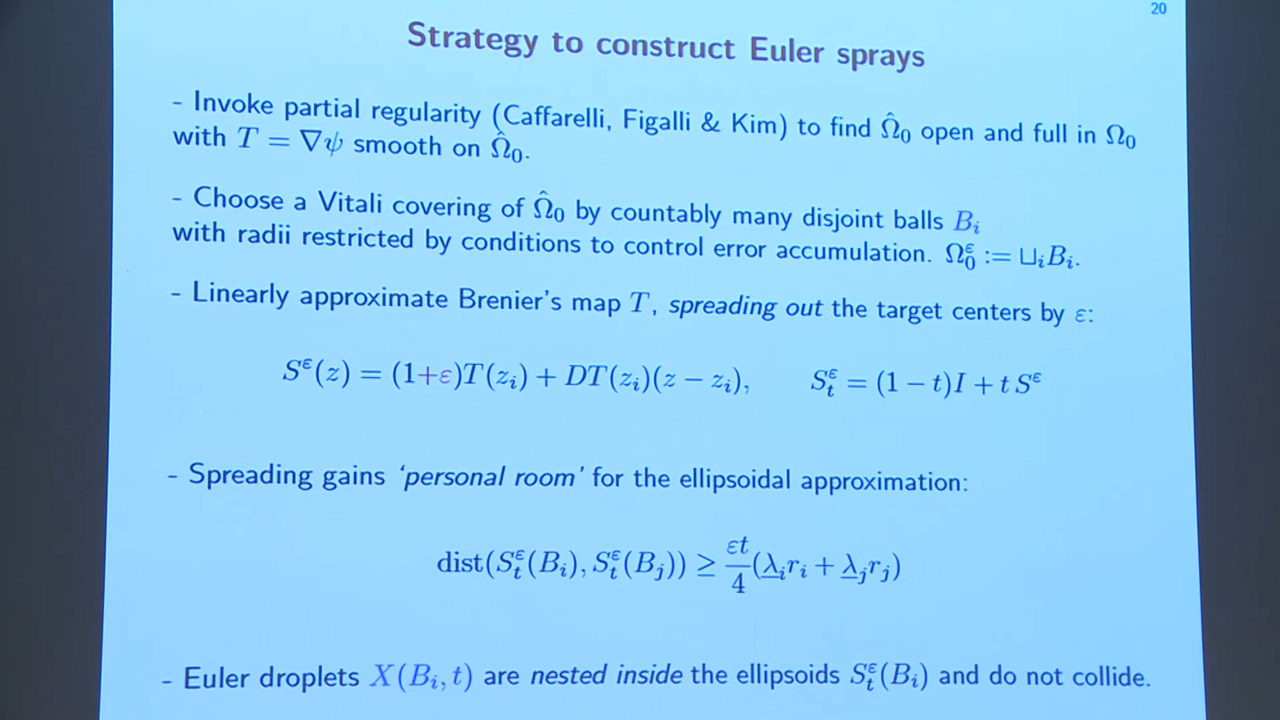 20
Strategy to construct Euler sprays
- Invoke partial regularity (Caffarelli, Figalli & Kim) to find Ω̂₀ open and full in Ω₀
with T = ∇ψ smooth on Ω̂₀.
- Choose a Vitali covering of Ω̂₀ by countably many disjoint balls Bᵢ
with radii restricted by conditions to control error accumulation. Ω₀^ε := ⊔ᵢBᵢ.
- Linearly approximate Brenier's map T, spreading out the target centers by ε:
S^ε(z) = (1+ε)T(zᵢ) + DT(zᵢ)(z − zᵢ), S_t^ε = (1 − t)I + t S^ε
- Spreading gains ‘personal room’ for the ellipsoidal approximation:
dist(S_t^ε(Bᵢ), S_t^ε(Bⱼ)) ≥ εt/4 (λ̲ᵢrᵢ + λ̲ⱼrⱼ)
- Euler droplets X(Bᵢ, t) are nested inside the ellipsoids S_t^ε(Bᵢ) and do not collide.